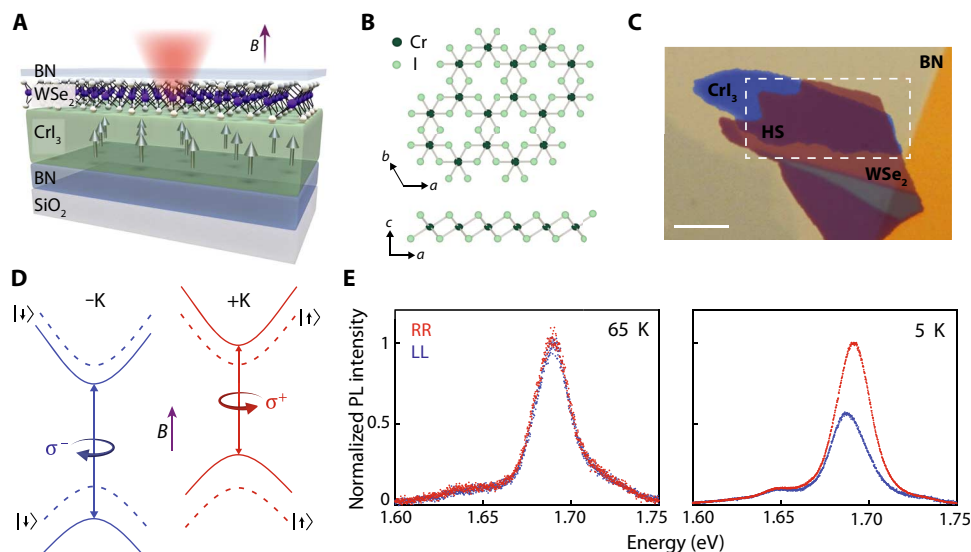 A
B
BN
WSe₂
CrI₃
BN
SiO₂
B
Cr
I
b
a
c
a
C
BN
CrI₃
HS
WSe₂
D
–K
+K
|↓⟩
|↑⟩
σ⁻
B
σ⁺
|↓⟩
|↑⟩
E
Normalized PL intensity
RR
LL
65 K
5 K
1
0.5
0
1.60 1.65 1.70 1.75
1.60 1.65 1.70 1.75
Energy (eV)